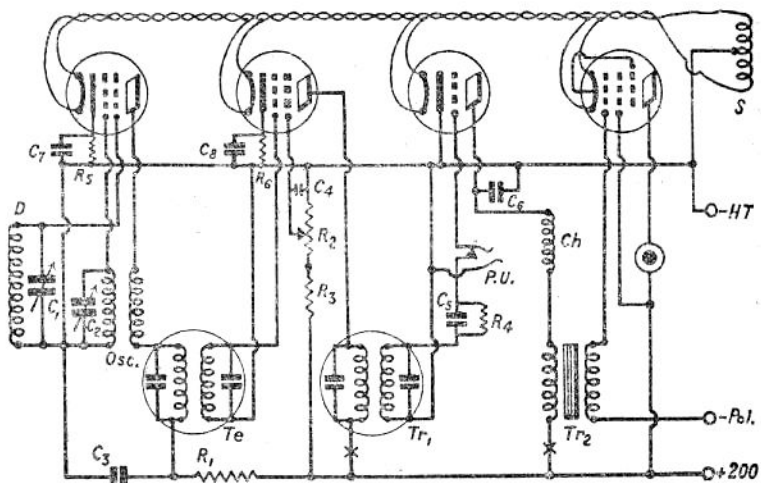 S
C7
R5
C8
R6
C4
C6
-HT
D
R2
Ch
C1
C2
R3
P.U.
C5
R4
Osc.
Te
Tr1
Tr2
-Pol.
C3
R1
+200